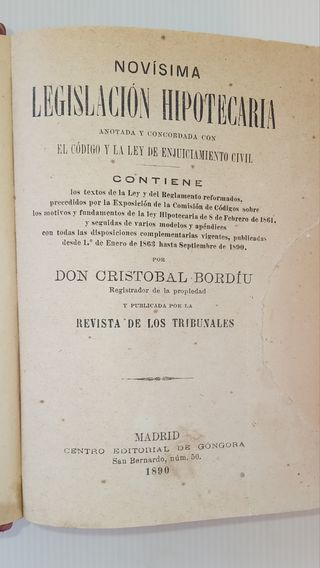 NOVÍSIMA
LEGISLACIÓN HIPOTECARIA
ANOTADA Y CONCORDADA CON
EL CÓDIGO Y LA LEY DE ENJUICIAMIENTO CIVIL
CONTIENE
los textos de la Ley y del Reglamento reformados,
precedidos por la Exposición de la Comisión de Códigos sobre
los motivos y fundamentos de la ley Hipotecaria de 8 de Febrero de 1861,
y seguidas de varios modelos y apéndices
con todas las disposiciones complementarias vigentes, publicadas
desde 1.º de Enero de 1863 hasta Septiembre de 1890,
POR
DON CRISTOBAL BORDÍU
Registrador de la propiedad
Y PUBLICADA POR LA
REVISTA DE LOS TRIBUNALES
MADRID
CENTRO EDITORIAL DE GÓNGORA
San Bernardo, núm. 50.
1890